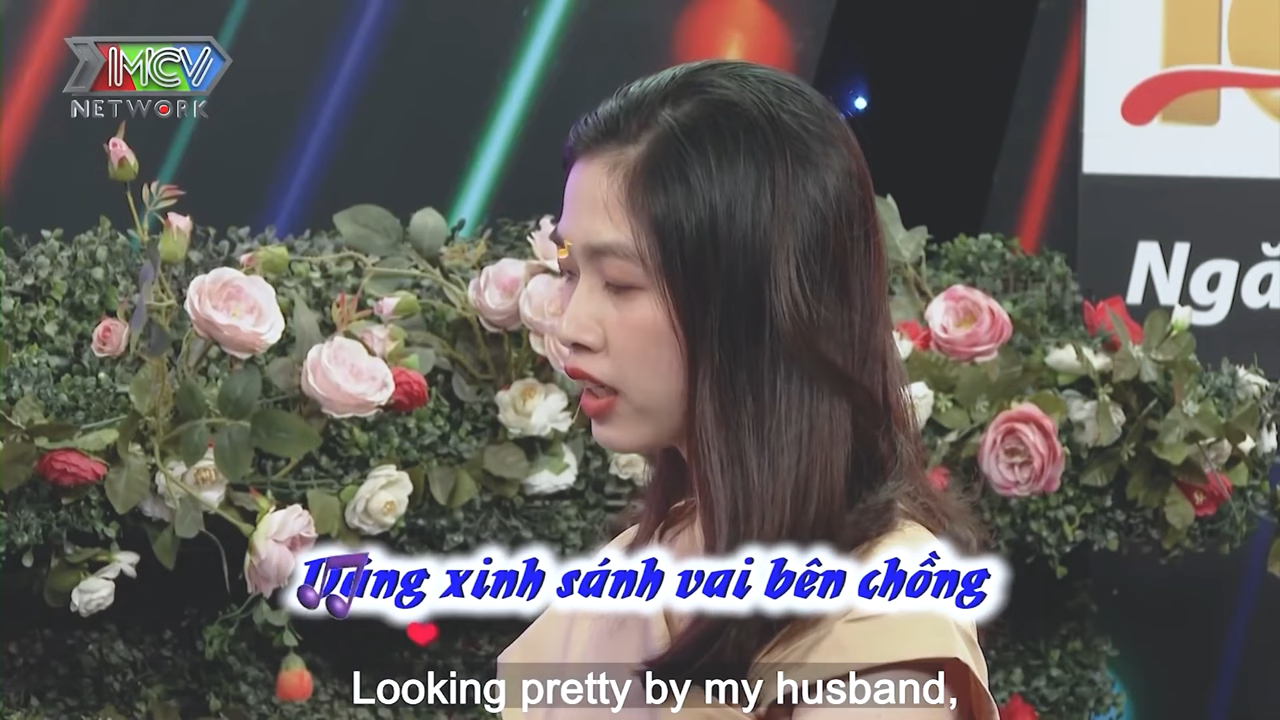 MCV
NETWORK
Ngă
xinh sánh vai bên chồng
Looking pretty by my husband,